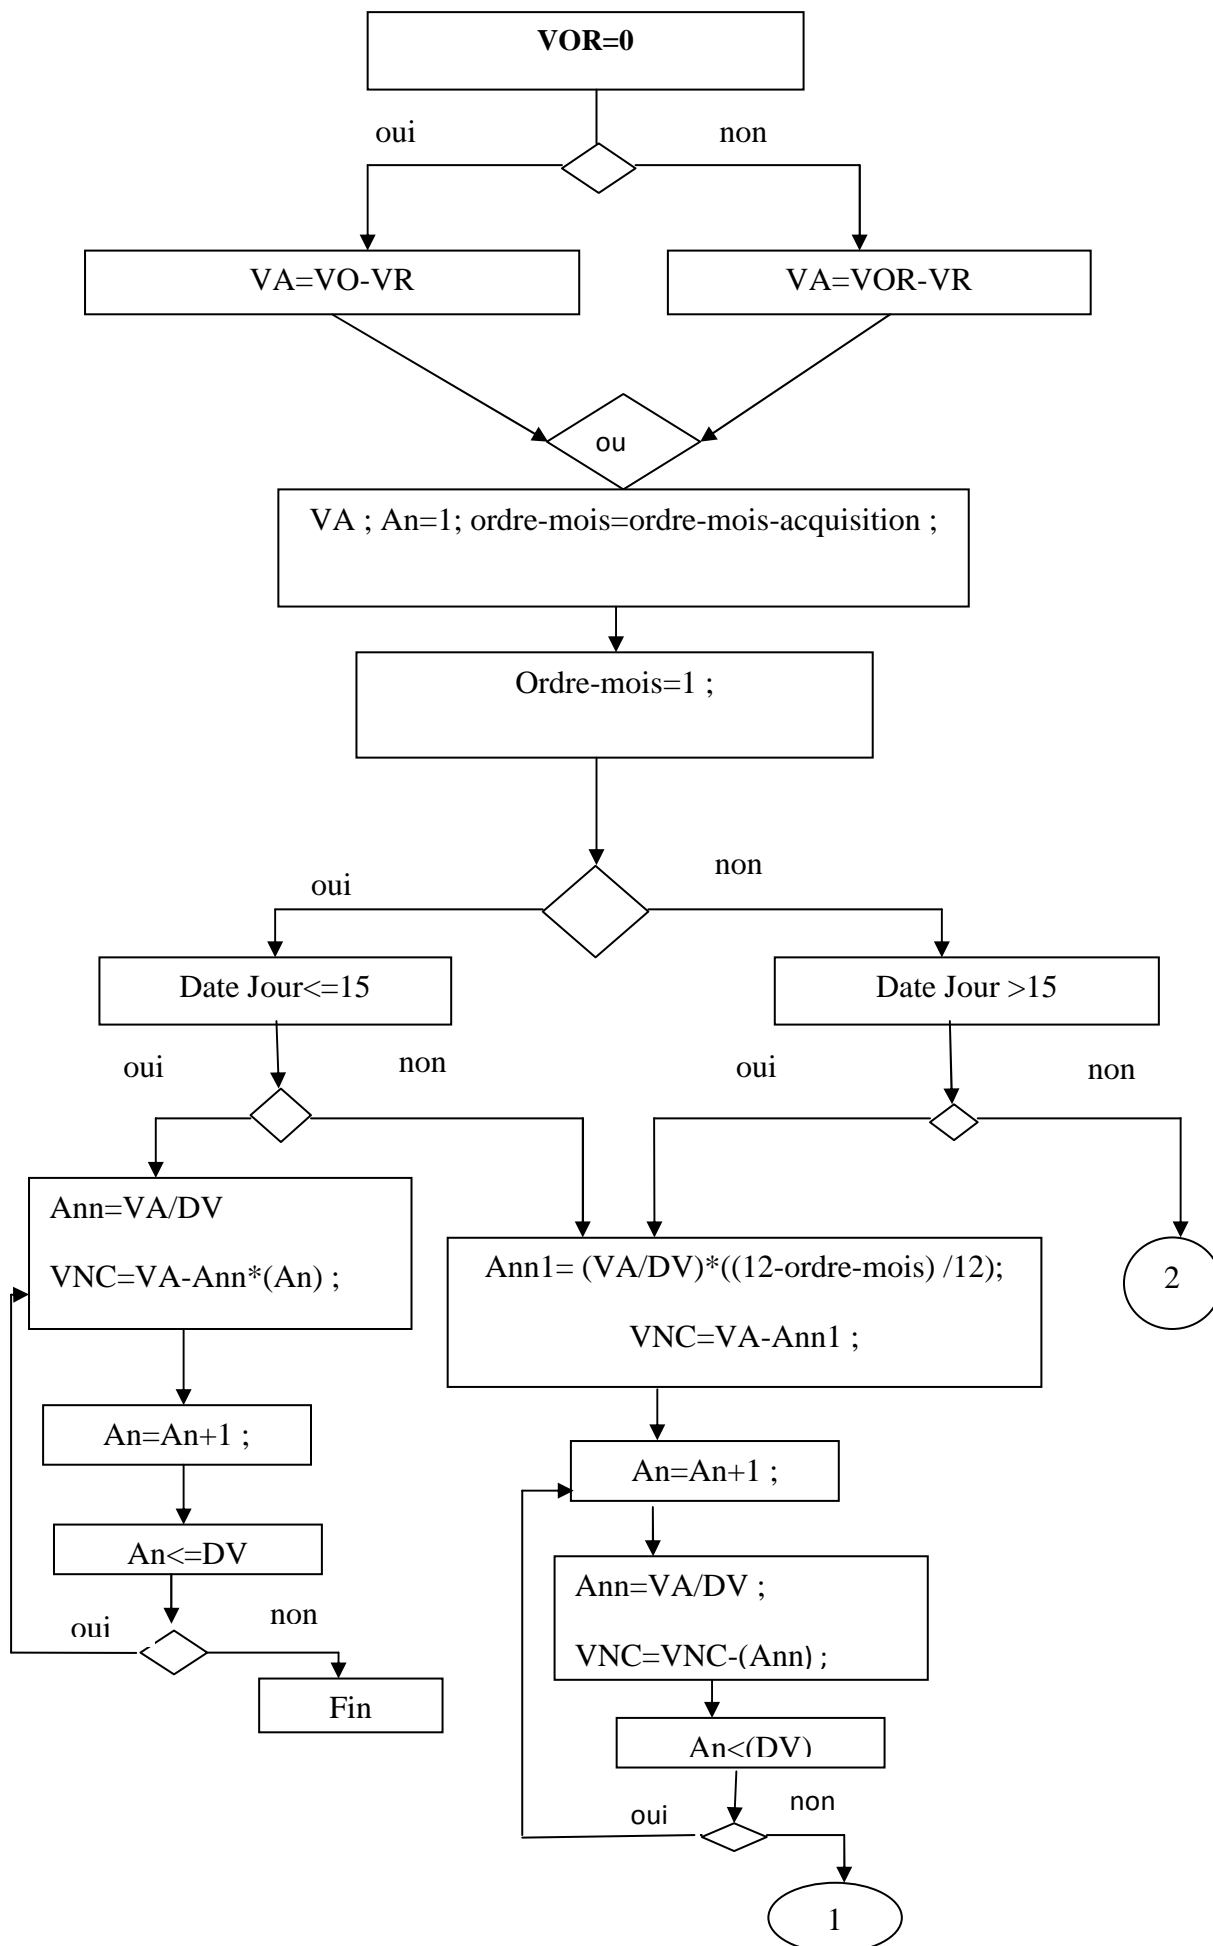 VOR=0
oui
non
VA=VO-VR
VA=VOR-VR
ou
VA ; An=1; ordre-mois=ordre-mois-acquisition ;
Ordre-mois=1 ;
oui
non
Date Jour<=15
Date Jour >15
oui
non
oui
non
Ann=VA/DV
VNC=VA-Ann*(An) ;
Ann1= (VA/DV)*((12-ordre-mois) /12);
VNC=VA-Ann1 ;
2
An=An+1 ;
An=An+1 ;
An<=DV
Ann=VA/DV ;
VNC=VNC-(Ann) ;
oui
non
Fin
An<(DV)
oui
non
1